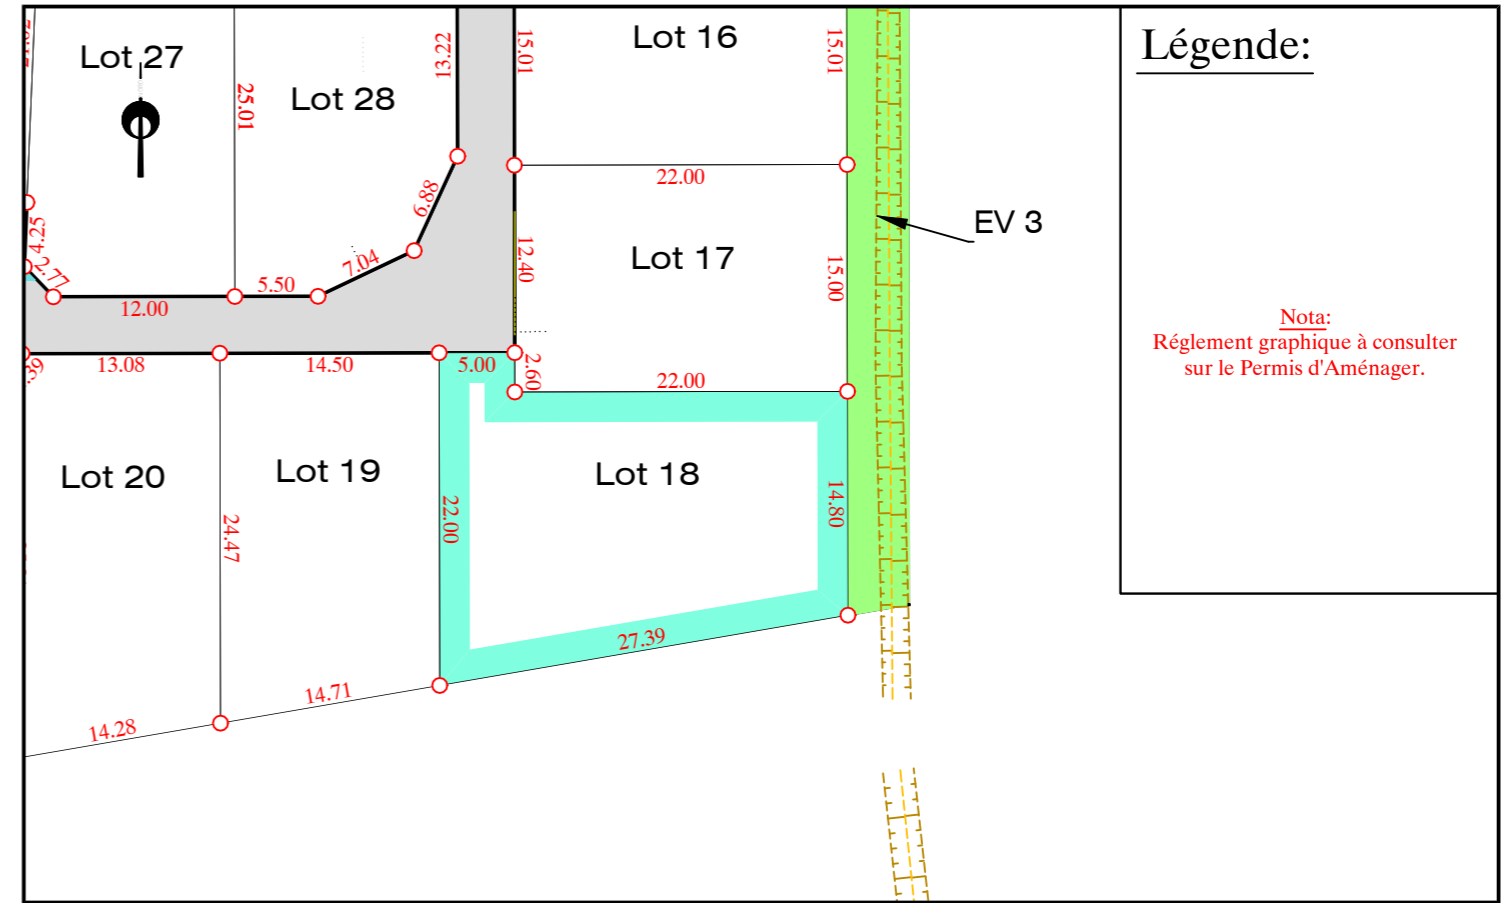 Lot 27
Lot 28
Lot 16
Légende:
13.22
15.01
15.01
25.01
22.00
6.88
4.25
2.77
7.04
5.50
12.00
12.40
Lot 17
15.00
EV 3
Nota:
Réglement graphique à consulter
sur le Permis d'Aménager.
13.08
14.50
5.00
2.60
22.00
Lot 20
Lot 19
Lot 18
24.47
22.00
14.80
27.39
14.71
14.28